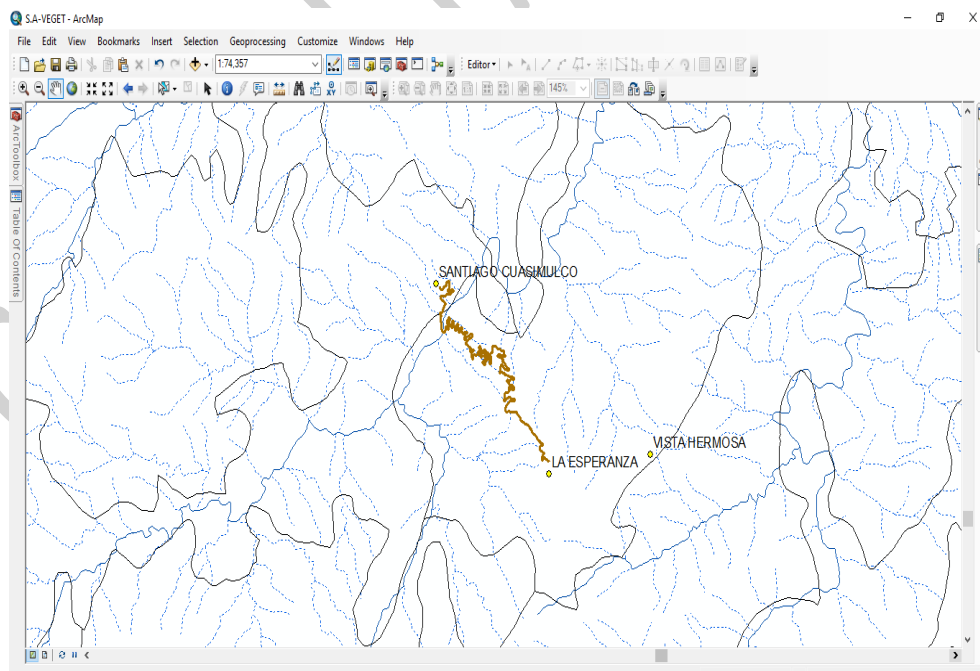 S.A-VEGET - ArcMap
File Edit View Bookmarks Insert Selection Geoprocessing Customize Windows Help
1:74,357
Editor
145%
ArcToolbox
Table Of Contents
SANTIAGO CUASIMULCO
VISTA HERMOSA
LA ESPERANZA